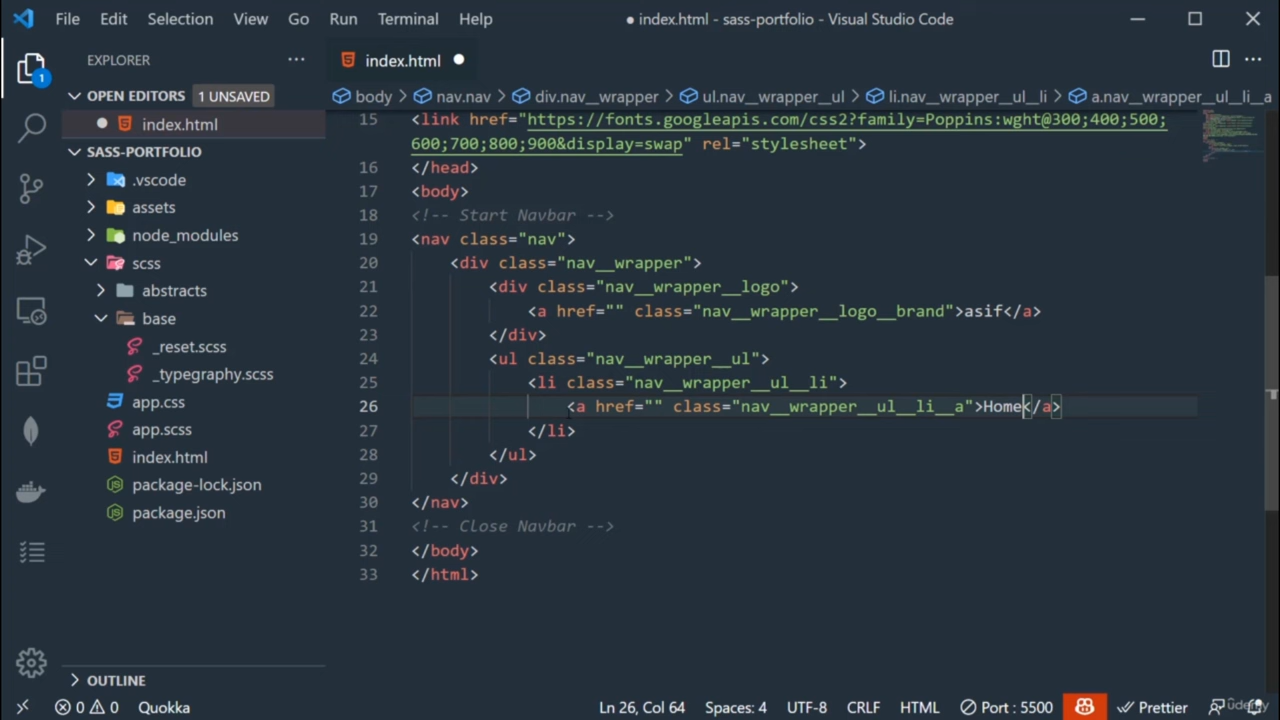 File Edit Selection View Go Run Terminal Help ● index.html - sass-portfolio - Visual Studio Code
EXPLORER ···
index.html
OPEN EDITORS 1 UNSAVED
body > nav.nav > div.nav__wrapper > ul.nav__wrapper__ul > li.nav__wrapper__ul__li > a.nav__wrapper__ul__li__a
index.html
SASS-PORTFOLIO
.vscode
assets
node_modules
scss
abstracts
base
_reset.scss
_typegraphy.scss
app.css
app.scss
index.html
package-lock.json
package.json
OUTLINE
1
15 <link href="https://fonts.googleapis.com/css2?family=Poppins:wght@300;400;500;
600;700;800;900&display=swap" rel="stylesheet">
16 </head>
17 <body>
18 <!-- Start Navbar -->
19 <nav class="nav">
20 <div class="nav__wrapper">
21 <div class="nav__wrapper__logo">
22 <a href="" class="nav__wrapper__logo__brand">asif</a>
23 </div>
24 <ul class="nav__wrapper__ul">
25 <li class="nav__wrapper__ul__li">
26 <a href="" class="nav__wrapper__ul__li__a">Home</a>
27 </li>
28 </ul>
29 </div>
30 </nav>
31 <!-- Close Navbar -->
32 </body>
33 </html>
0 0 Quokka Ln 26, Col 64 Spaces: 4 UTF-8 CRLF HTML Port : 5500 Prettier
udemy